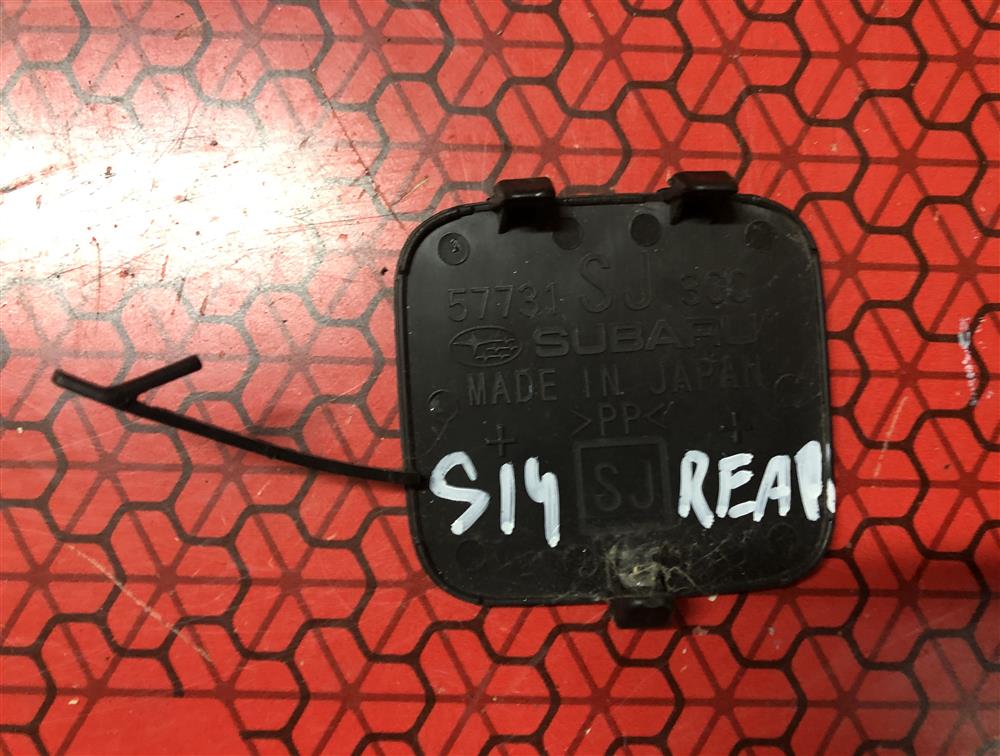 57731 SJ
SUBARU
MADE IN JAPAN
>PP<
S14 SJ REAR